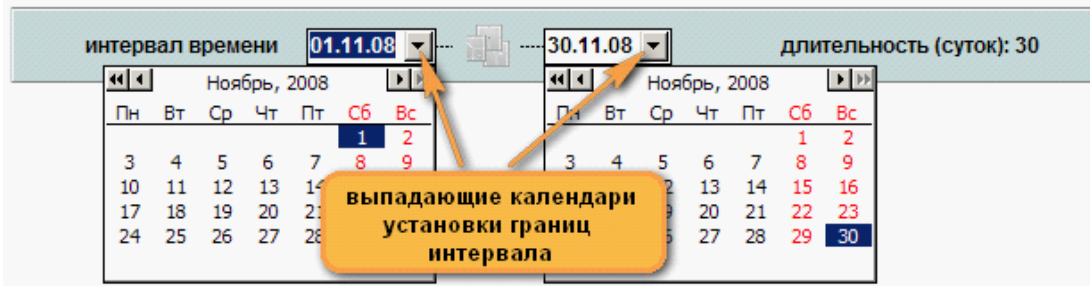 интервал времени 01.11.08 30.11.08 длительность (суток): 30
Ноябрь, 2008 Ноябрь, 2008
Пн Вт Ср Чт Пт Сб Вс Пн Вт Ср Чт Пт Сб Вс
1 2 1 2
3 4 5 6 7 8 9 3 4 5 6 7 8 9
10 11 12 13 14 13 14 15 16
17 18 19 20 21 20 21 22 23
24 25 26 27 28 27 28 29 30
выпадающие календари
установки границ
интервала